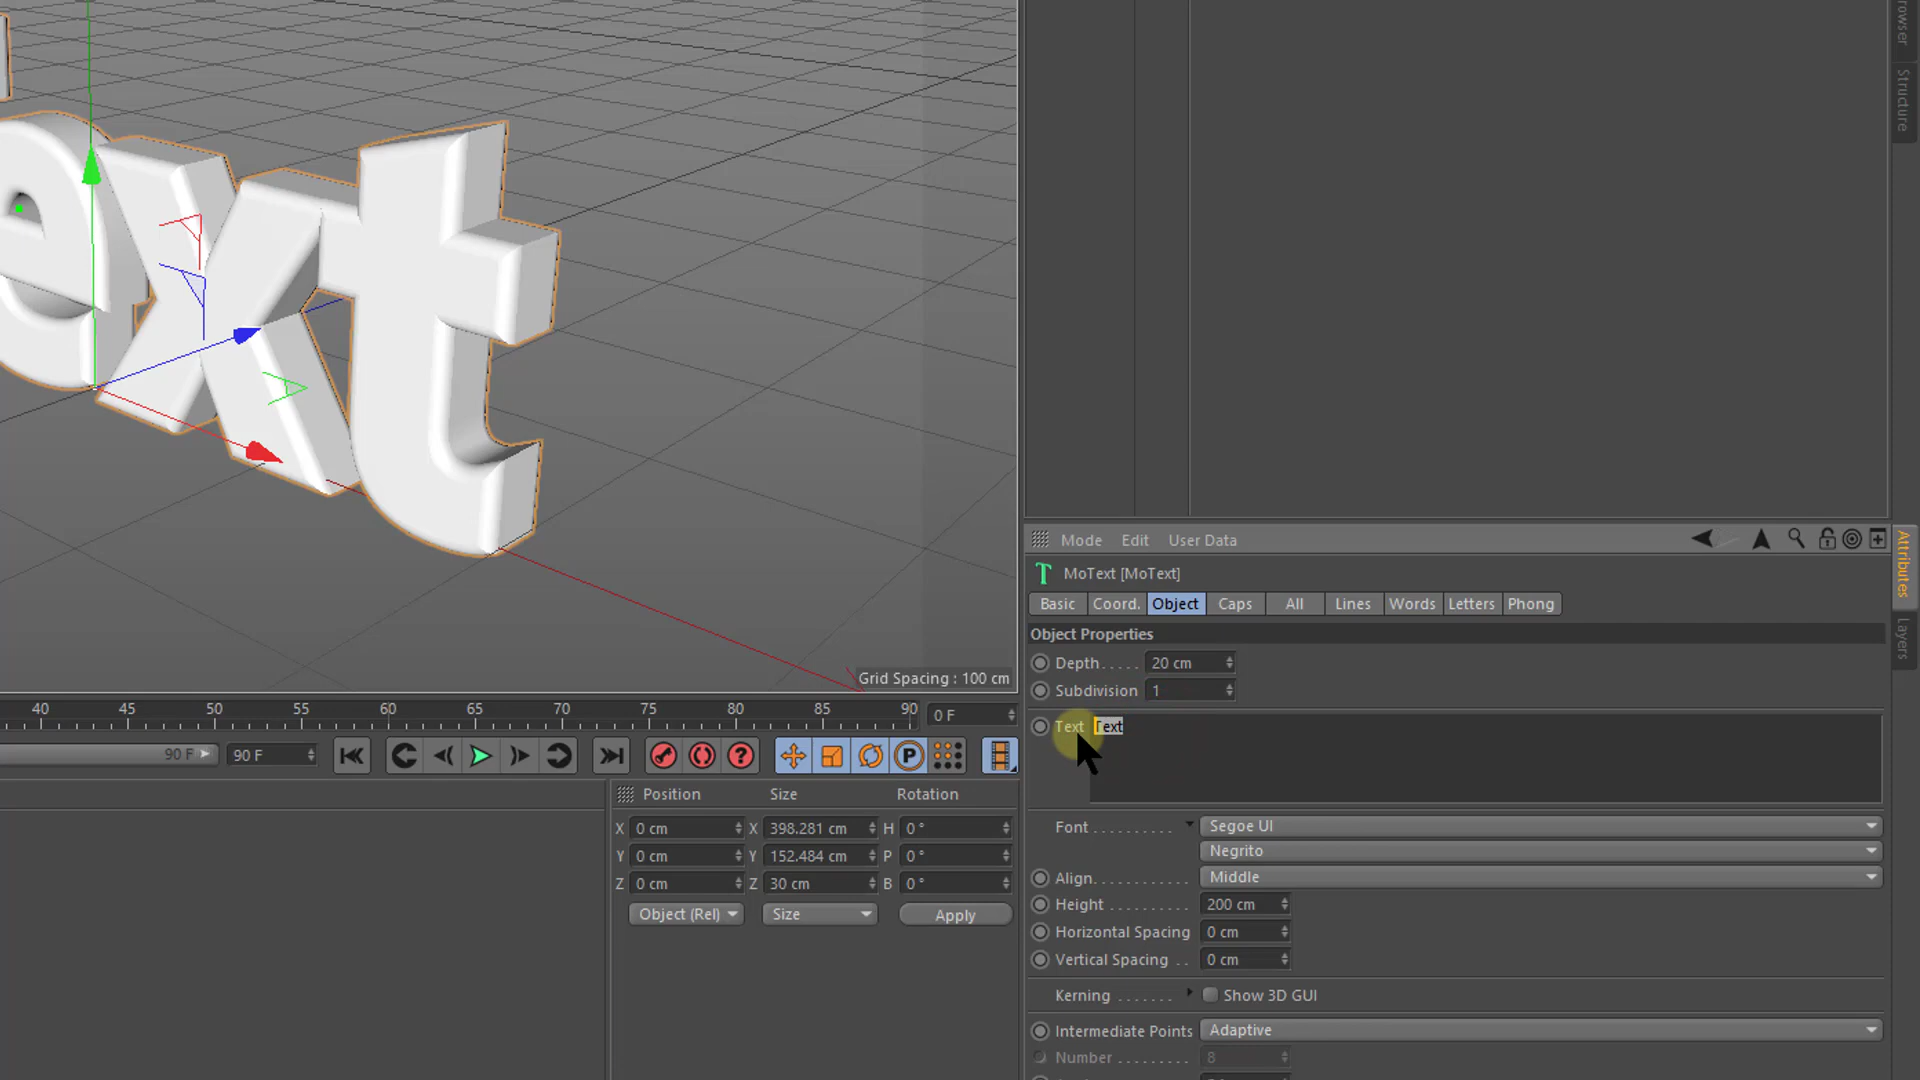 ext
rowser
Structure
Attributes
Layers
Mode Edit User Data
MoText [MoText]
Basic Coord. Object Caps All Lines Words Letters Phong
Object Properties
Depth..... 20 cm
Subdivision 1
Text Text
Font .......... Segoe UI
Negrito
Align........... Middle
Height .......... 200 cm
Horizontal Spacing 0 cm
Vertical Spacing .. 0 cm
Kerning ....... Show 3D GUI
Intermediate Points Adaptive
Number ......... 8
Grid Spacing : 100 cm
40 45 50 55 60 65 70 75 80 85 90 0 F
90 F 90 F
P
Position Size Rotation
X 0 cm X 398.281 cm H 0 °
Y 0 cm Y 152.484 cm P 0 °
Z 0 cm Z 30 cm B 0 °
Object (Rel) Size Apply